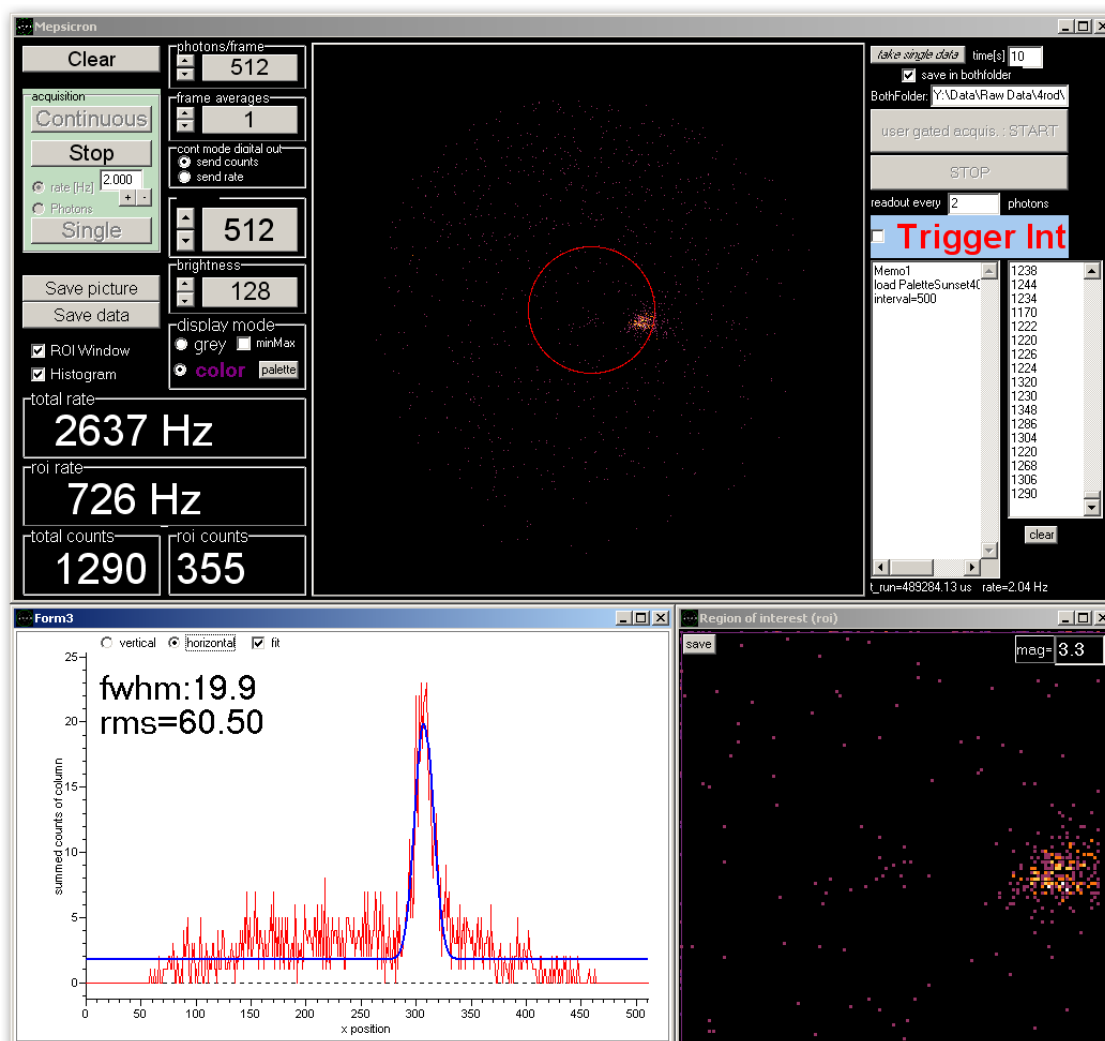 Mepsicron
Clear
acquisition
Continuous
Stop
rate [Hz]
2.000
+ -
Photons
Single
Save picture
Save data
ROI Window
Histogram
photons/frame
512
frame averages
1
cont mode digital out
send counts
send rate
512
brightness
128
display mode
grey
minMax
color
palette
total rate
2637 Hz
roi rate
726 Hz
total counts
1290
roi counts
355
take single data
time[s]
10
save in bothfolder
BothFolder:
Y:\Data\Raw Data\4rod\
user gated acquis. : START
STOP
readout every
2
photons
Trigger Int
Memo1
load PaletteSunset40
interval=500
1238
1244
1234
1170
1222
1220
1226
1224
1320
1230
1348
1286
1304
1220
1268
1306
1290
clear
t_run=489284.13 us rate=2.04 Hz
Form3
vertical
horizontal
fit
fwhm:19.9
rms=60.50
summed counts of column
25
20
15
10
5
0
0 50 100 150 200 250 300 350 400 450 500
x position
Region of interest (roi)
save
mag=
3.3